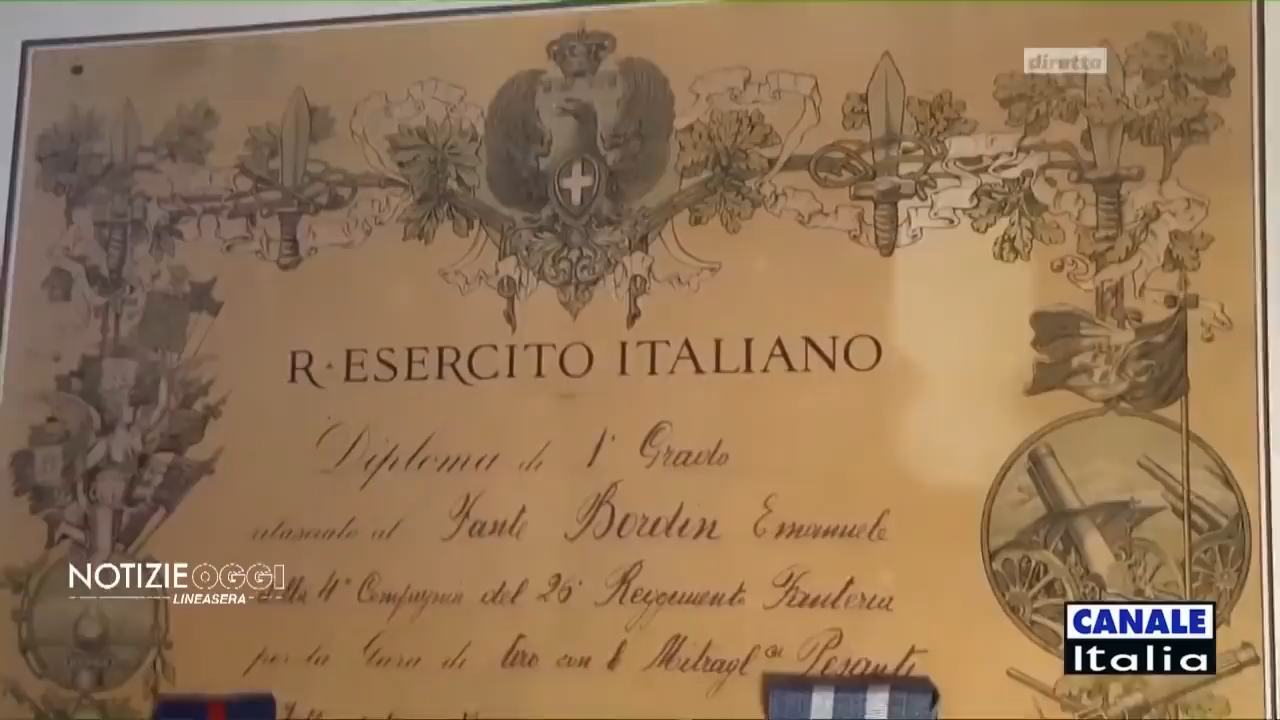 diretta
R · ESERCITO ITALIANO
Diploma di 1° Grado
rilasciato al Fante Bordin Emanuele
della 4ª Compagnia del 26° Reggimento Fanteria
per la Gara di tiro con le Mitragl.ci Pesanti
NOTIZIE OGGI
LINEASERA
CANALE
Italia